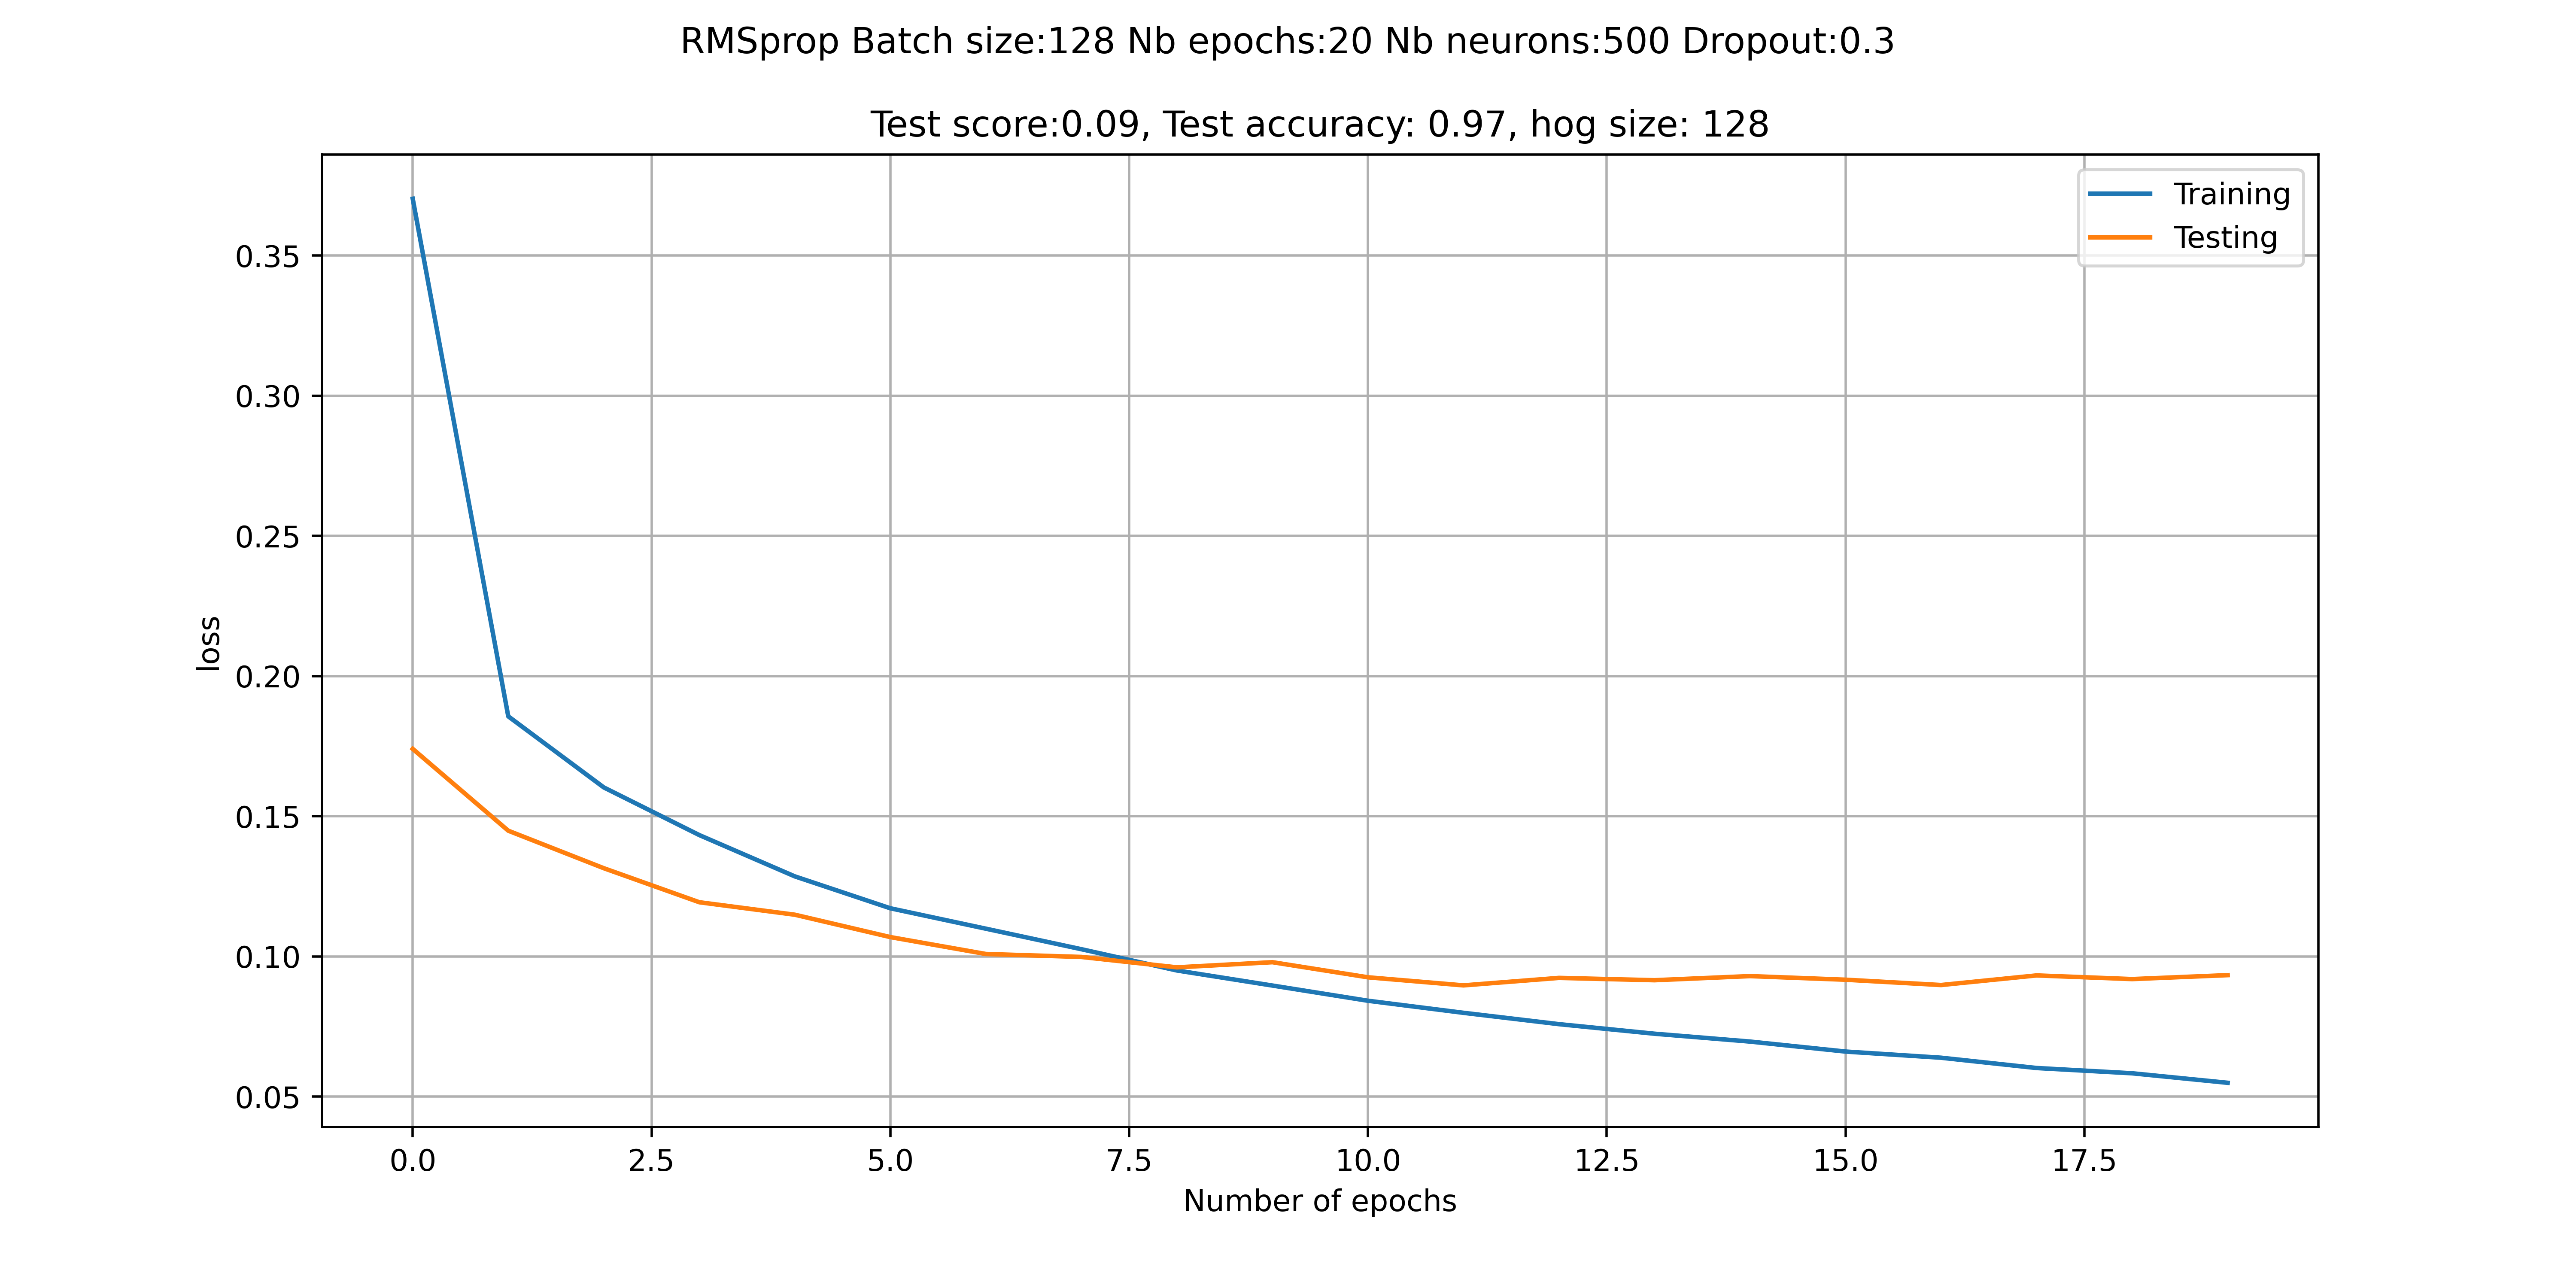 RMSprop Batch size:128 Nb epochs:20 Nb neurons:500 Dropout:0.3
Test score:0.09, Test accuracy: 0.97, hog size: 128
Training
Testing
0.35
0.30
0.25
0.20
0.15
0.10
0.05
loss
0.0 2.5 5.0 7.5 10.0 12.5 15.0 17.5
Number of epochs